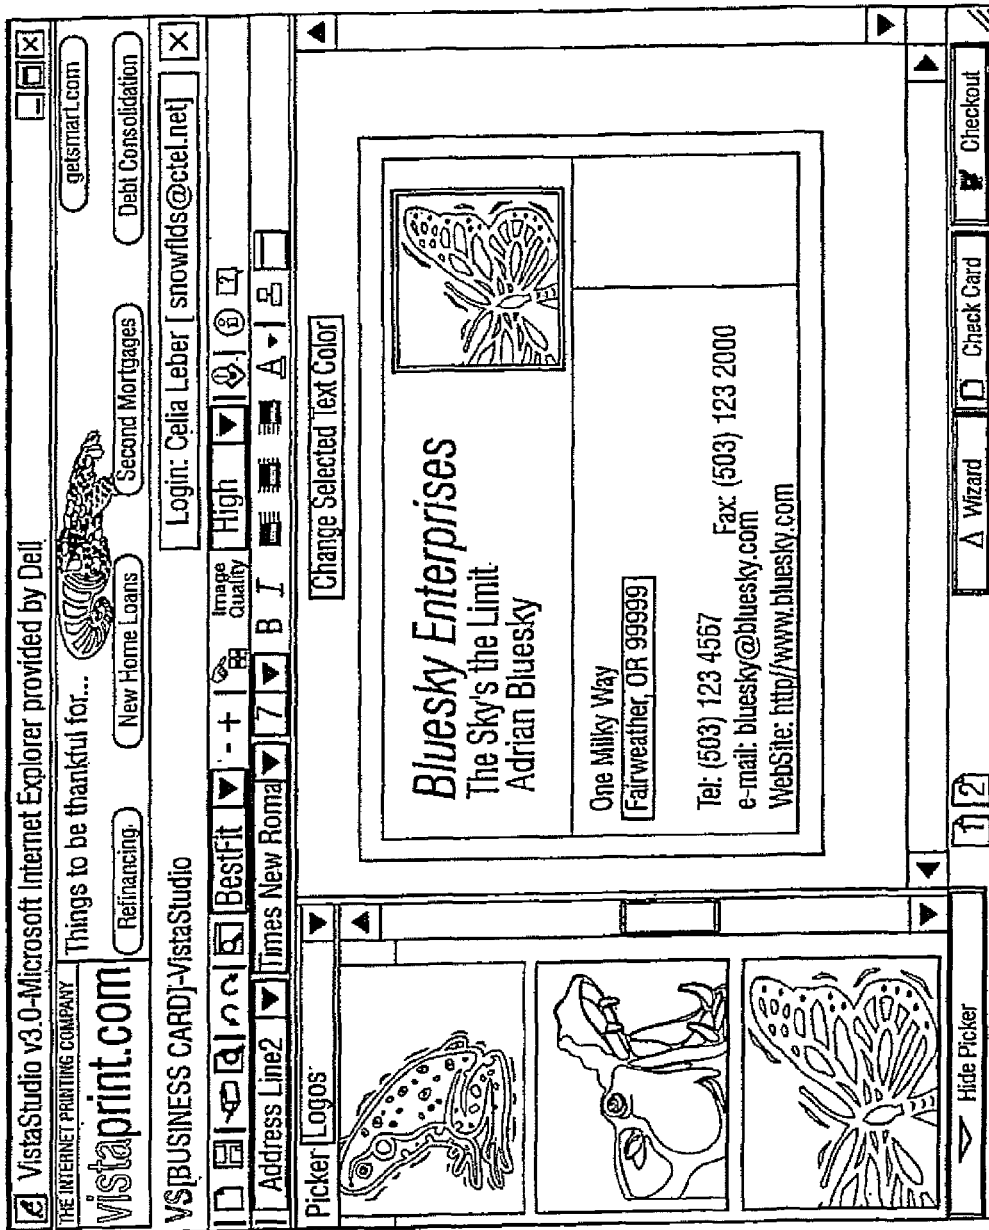 VistaStudio v3.0-Microsoft Internet Explorer provided by Dell
THE INTERNET PRINTING COMPANY
vistaprint.com
Things to be thankful for...
getsmart.com
Refinancing.
New Home Loans
Second Mortgages
Debt Consolidation
VS[BUSINESS CARD]-VistaStudio
Login: Celia Leber [ snowflds@ctel.net]
BestFit
Image Quality
High
Address Line2
Times New Roma
7
B I
A
Picker
Logos
Change Selected Text Color
Bluesky Enterprises
The Sky's the Limit
Adrian Bluesky
One Milky Way
Fairweather, OR 99999
Tel: (503) 123 4567
Fax: (503) 123 2000
e-mail: bluesky@bluesky.com
WebSite: http//www.bluesky.com
Hide Picker
1 2
Wizard
Check Card
Checkout